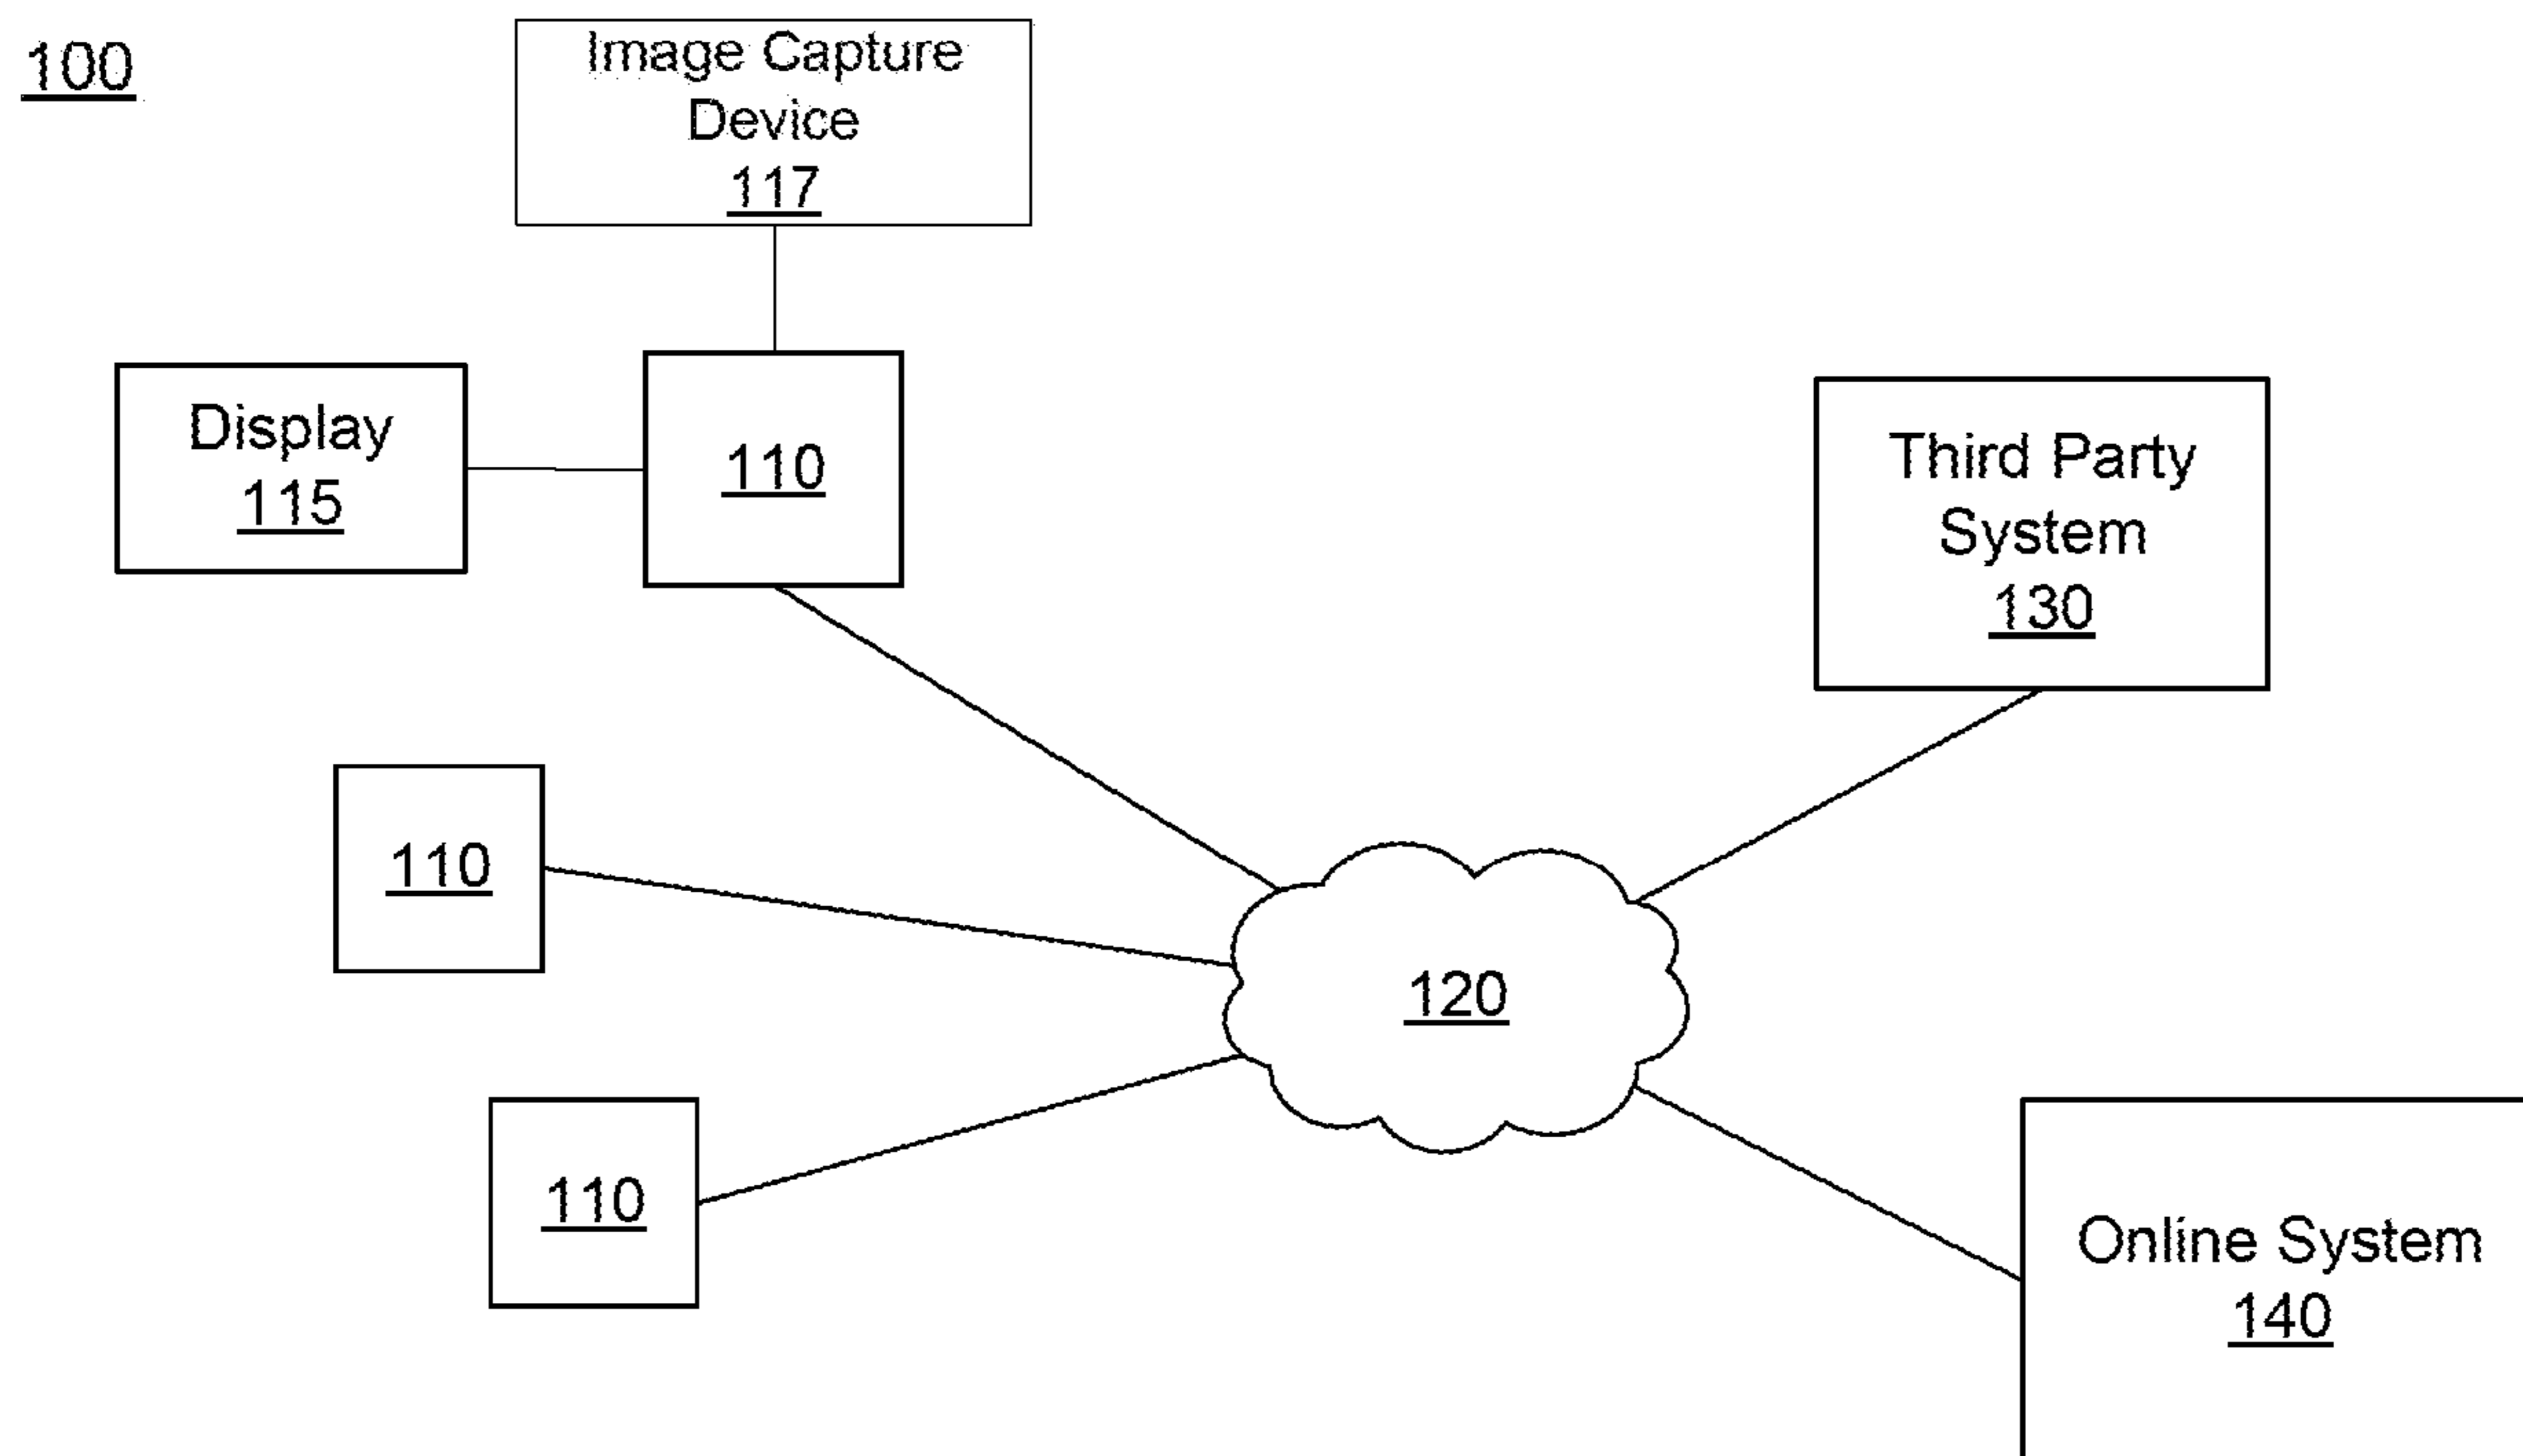 100
Image Capture
Device
117
Display
115
110
Third Party
System
130
110
120
110
Online System
140